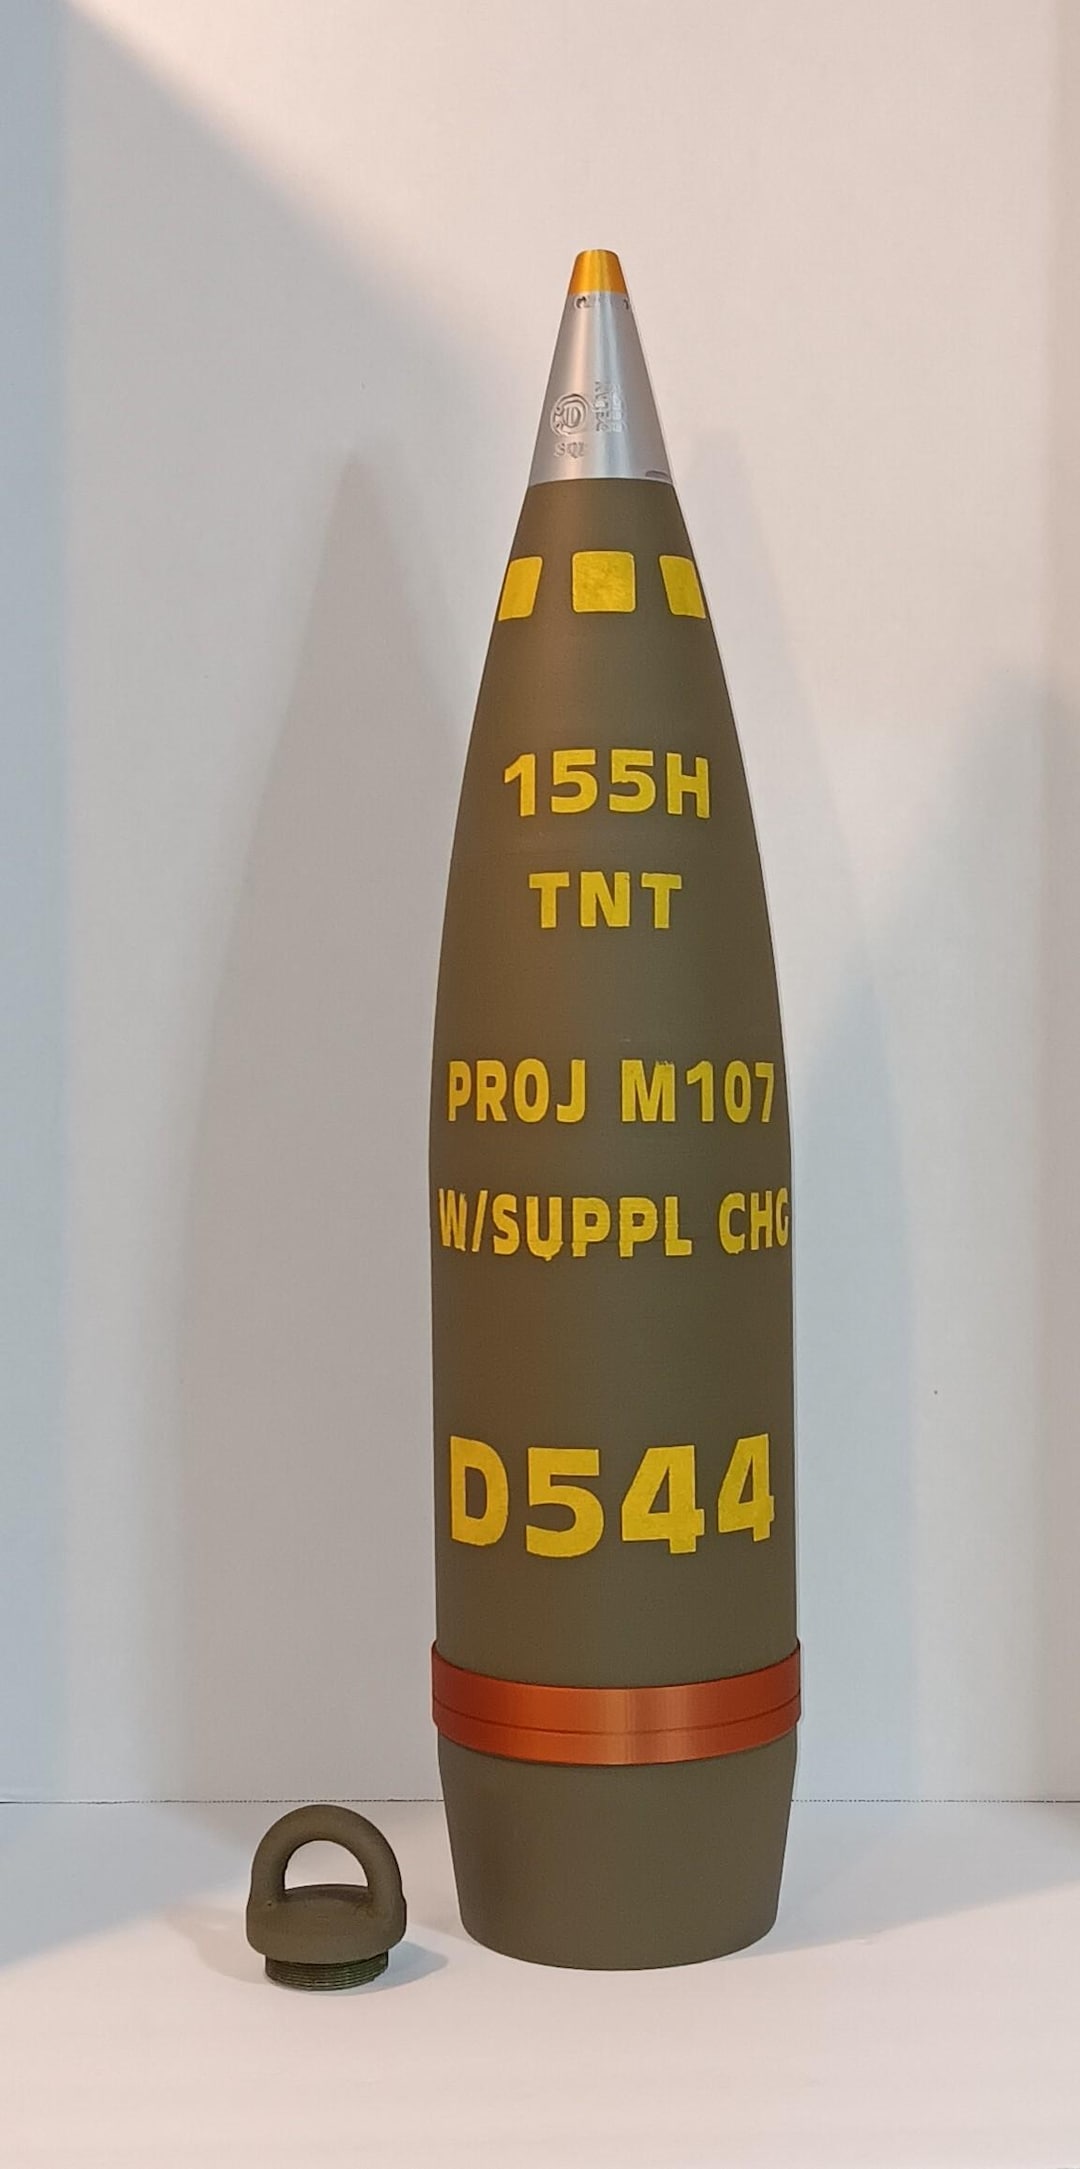 155H
TNT
PROJ M107
W/SUPPL CHG
D544